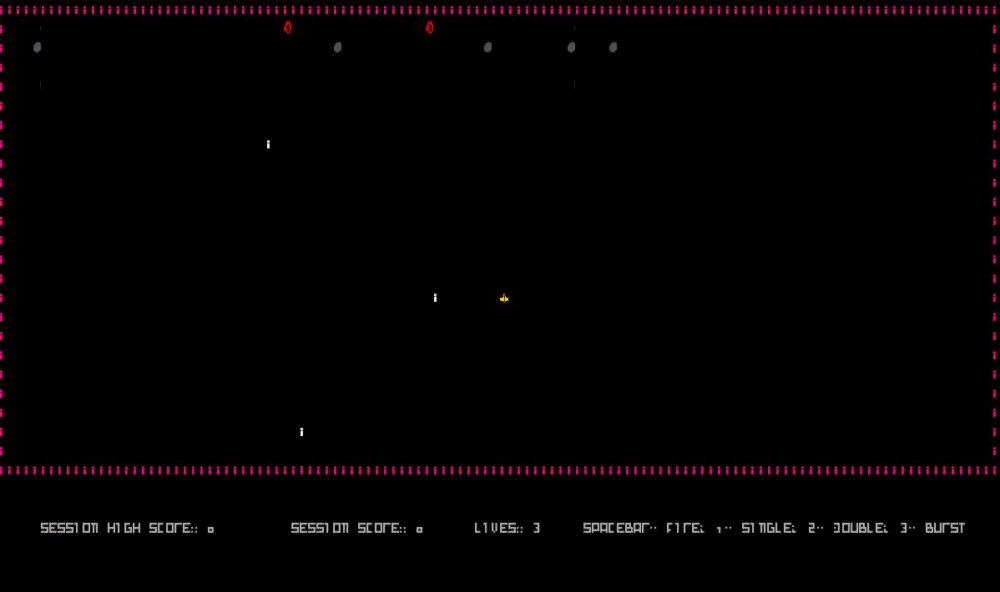 SESSION HIGH SCORE:: 0 SESSION SCORE:: 0 LIVES:: 3 SPACEBAR-- FIRE; 1-- SINGLE; 2-- DOUBLE; 3-- BURST